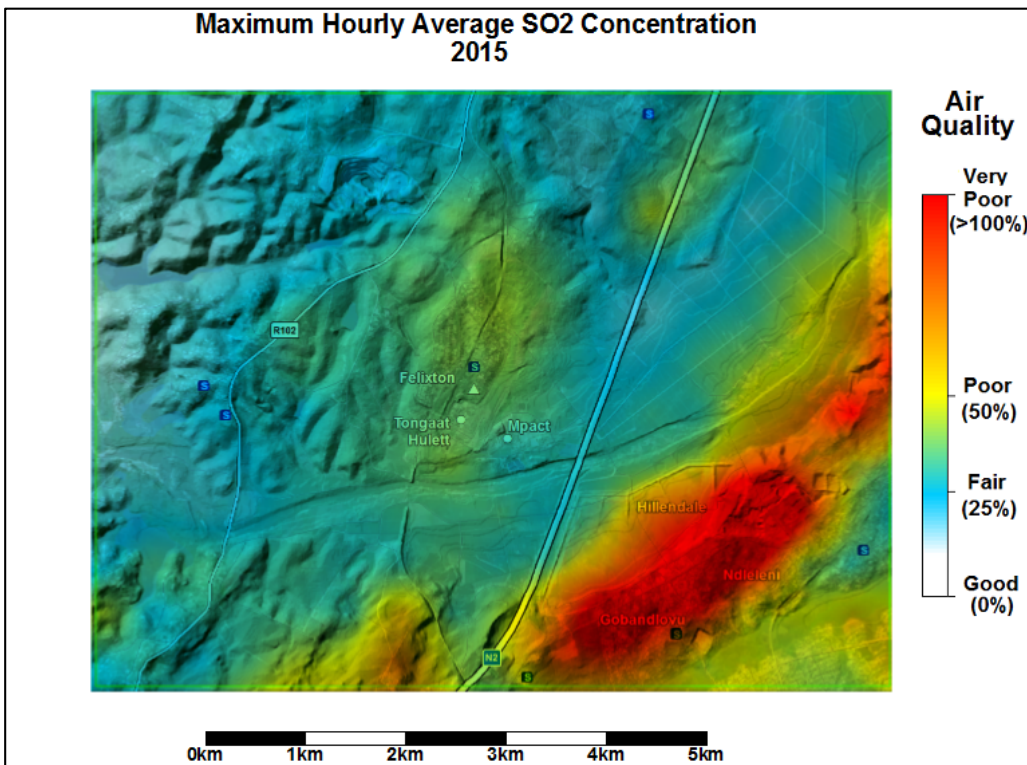 Maximum Hourly Average SO2 Concentration
2015
Air
Quality
Very
Poor
(>100%)
Poor
(50%)
Fair
(25%)
Good
(0%)
S
R102
S
Felixton
S
S
Tongaat
Hulett
Mpact
Hillendale
S
Ndleleni
Gobandlovu
S
N2
S
0km
1km
2km
3km
4km
5km